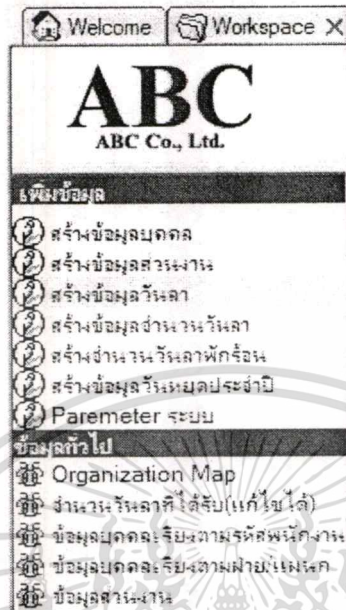 Welcome Workspace X
ABC
ABC Co., Ltd.
เพิ่มข้อมูล
สร้างข้อมูลบุคคล
สร้างข้อมูลส่วนงาน
สร้างข้อมูลวันลา
สร้างข้อมูลจำนวนวันลา
สร้างจำนวนวันลาพักร้อน
สร้างข้อมูลวันหยุดประจำปี
Paremeter ระบบ
ข้อมูลทั่วไป
Organization Map
จำนวนวันลาที่ได้รับ(แก้ไขได้)
ข้อมูลบุคคลเรียงตามรหัสพนักงาน
ข้อมูลบุคคลเรียงตามฝ่าย/แผนก
ข้อมูลส่วนงาน